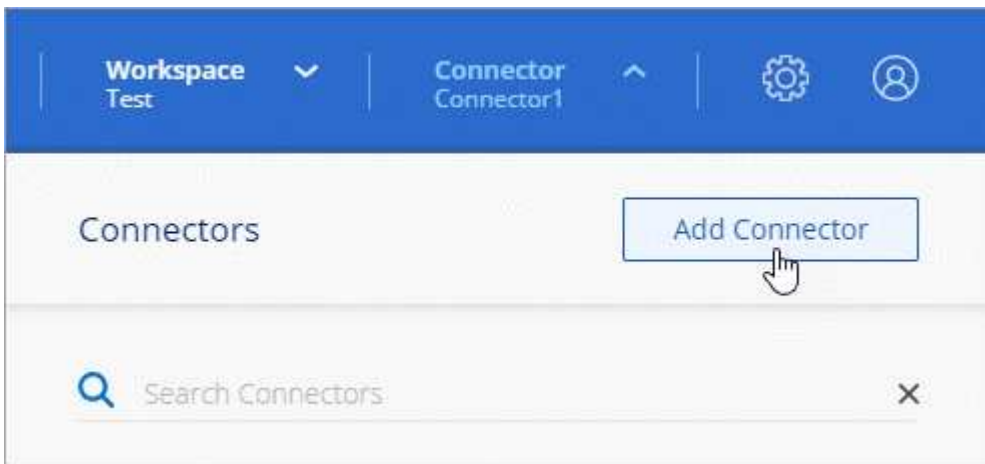 Workspace
Test
Connector
Connector1
Connectors
Add Connector
Search Connectors